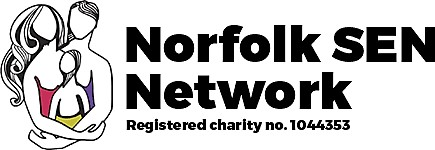 Norfolk SEN
Network
Registered charity no. 1044353